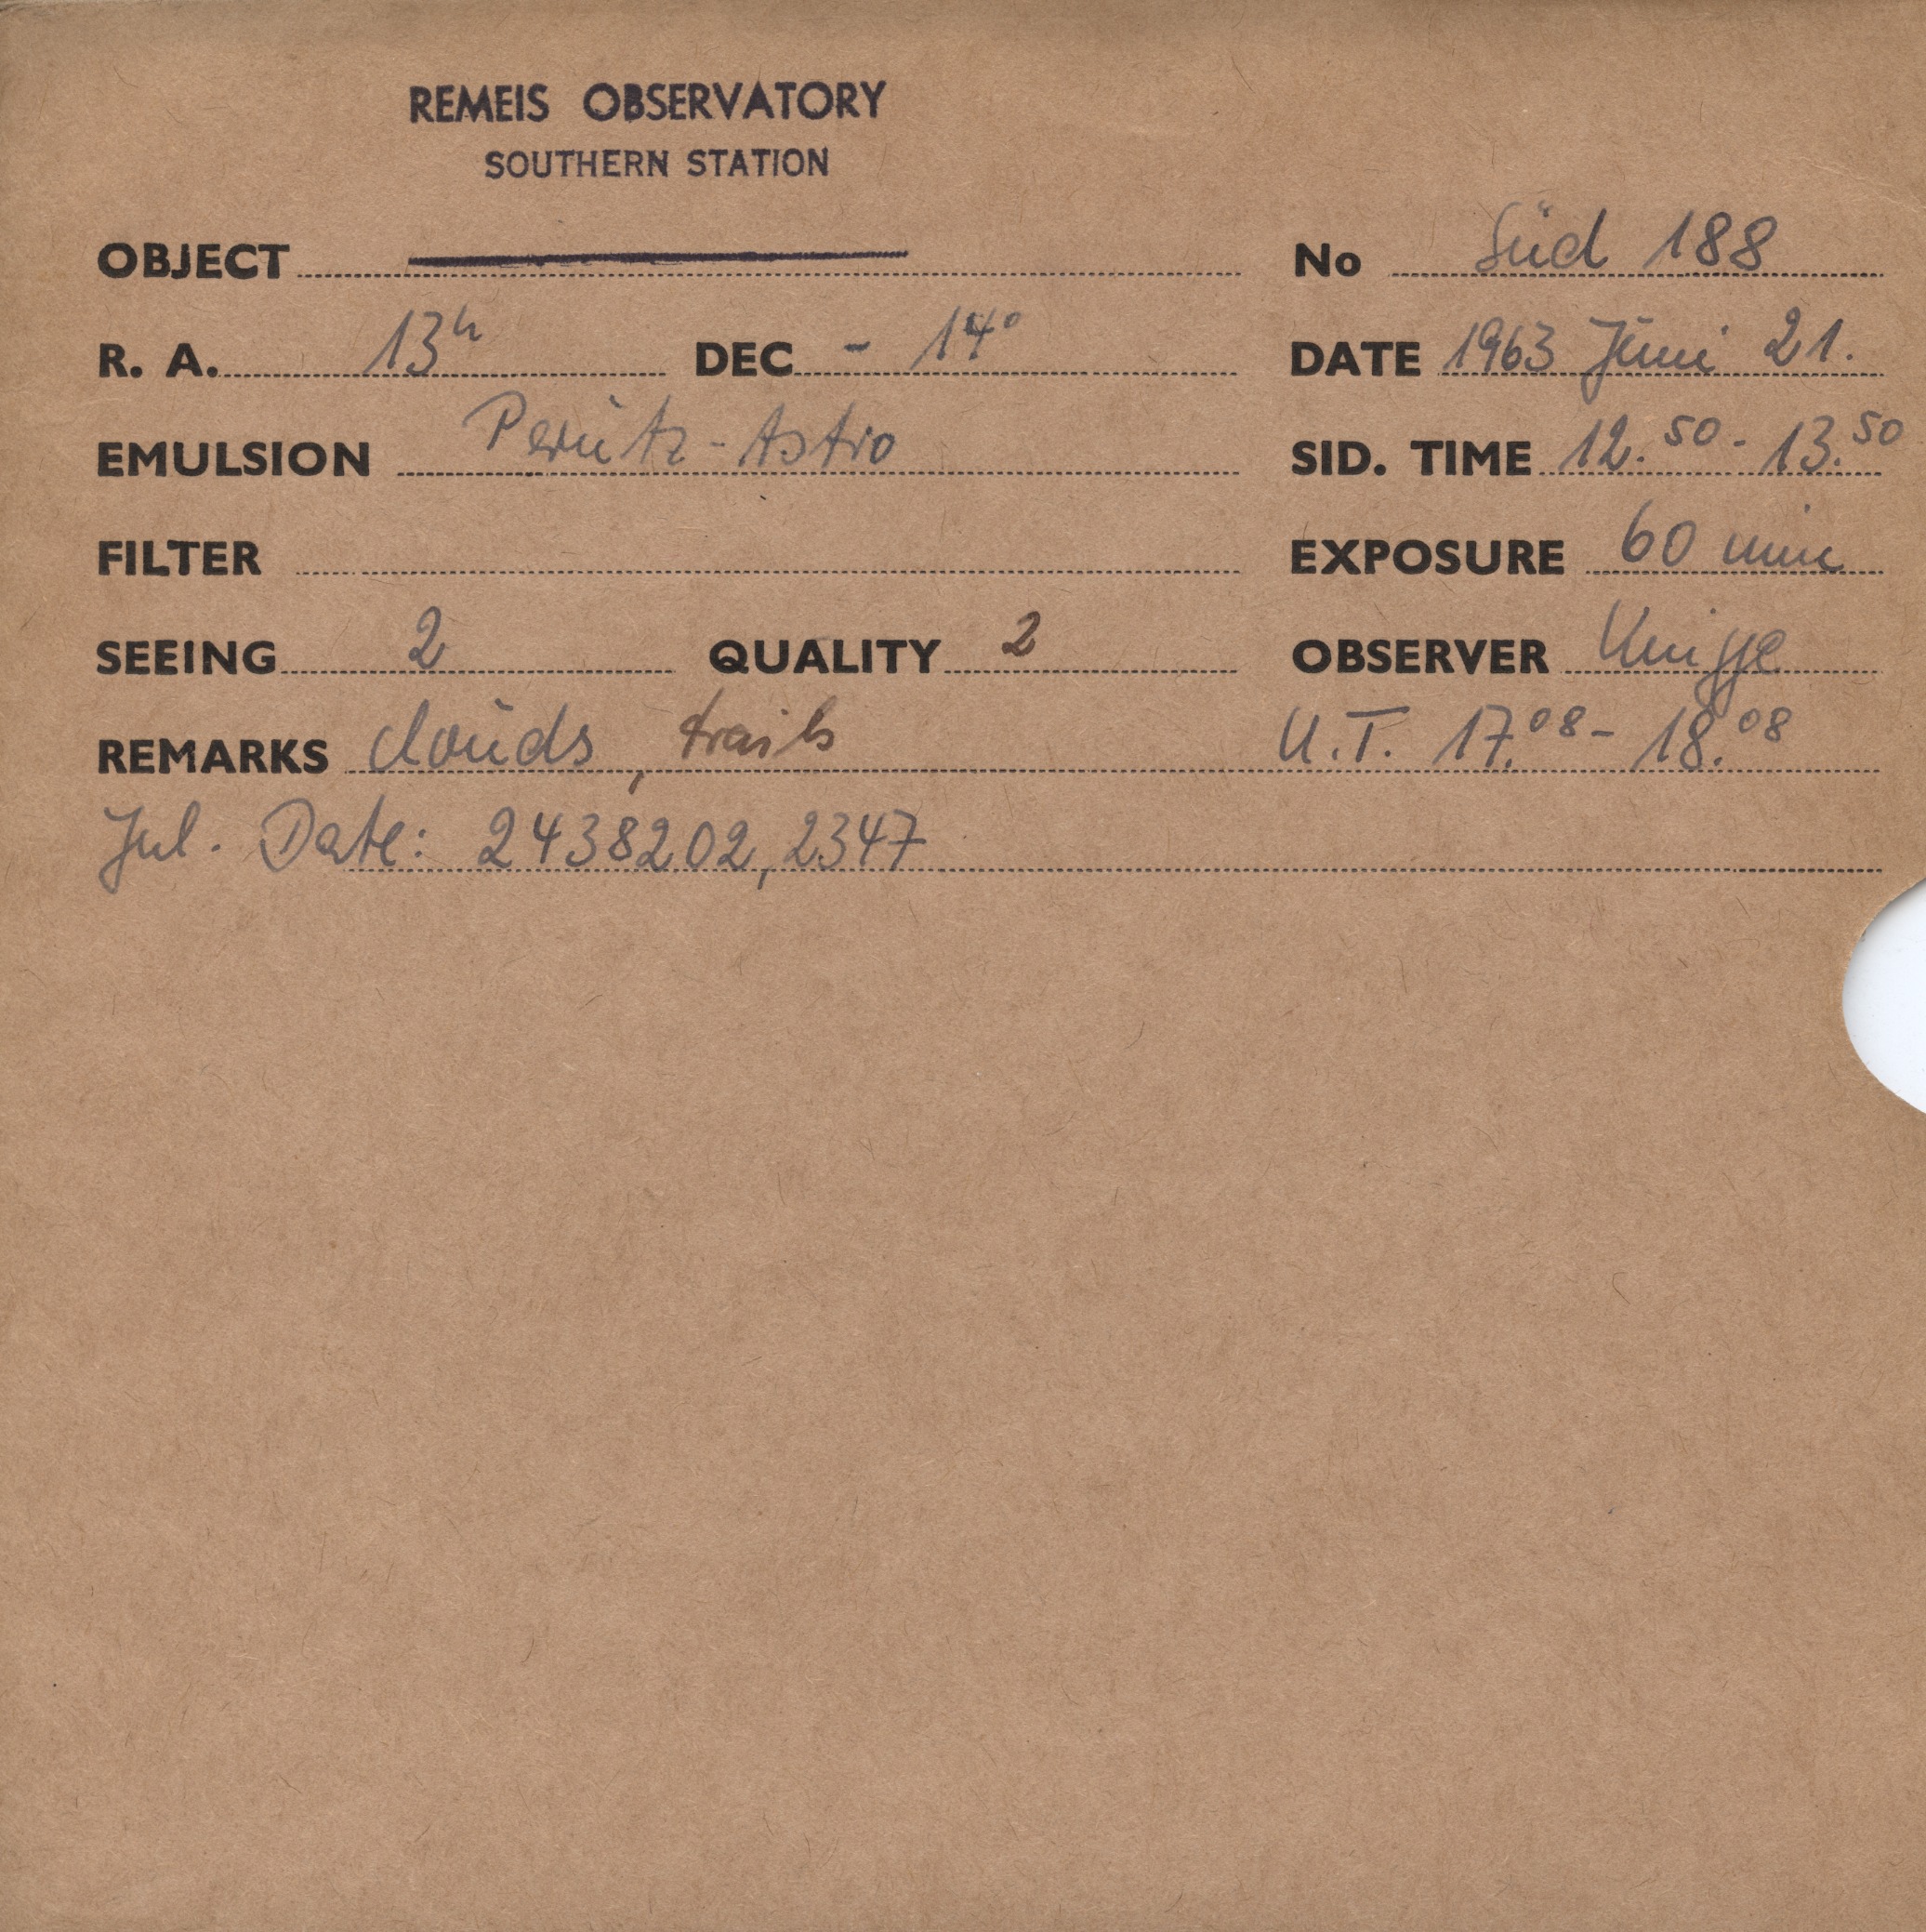 REMEIS OBSERVATORY
SOUTHERN STATION
OBJECT No Süd 188
R. A. 13h DEC - 14° DATE 1963 Juni 21.
EMULSION Perutz-Astro SID. TIME 12.50 - 13.50
FILTER EXPOSURE 60 min
SEEING 2 QUALITY 2 OBSERVER Knigge
REMARKS clouds, trails U.T. 17.08 - 18.08
Jul. Date: 2438202,2347